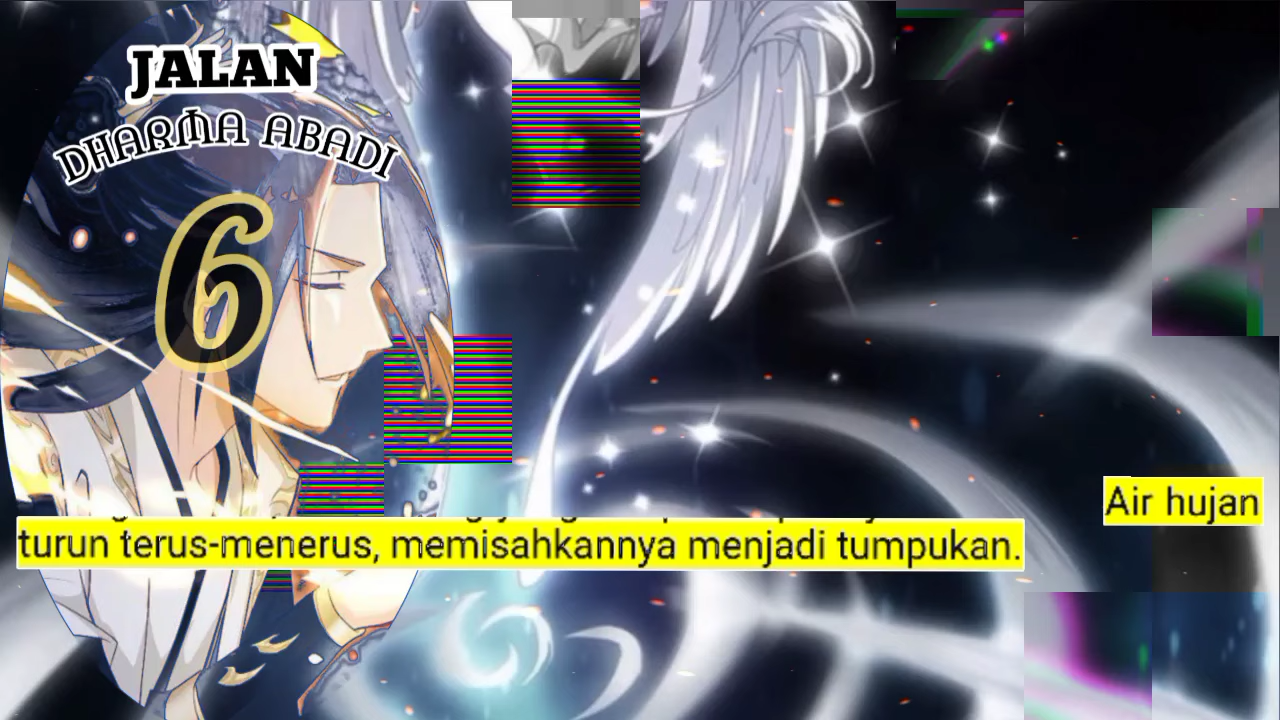 JALAN
DHARMA ABADI
6
Air hujan
turun terus-menerus, memisahkannya menjadi tumpukan.